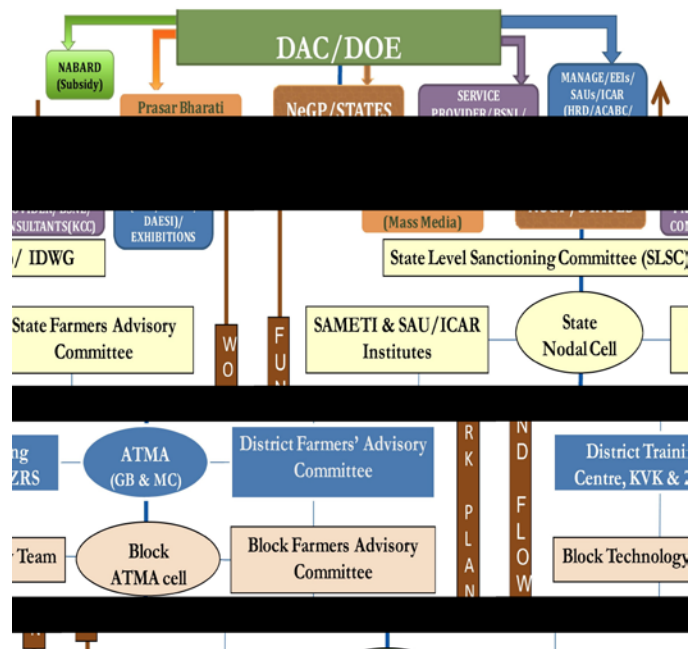 DAC/DOE
NABARD
(Subsidy)
Prasar Bharati
NeGP/STATES
SERVICE
PROVIDER/BSNL/
MANAGE/EEIs/
SAUs/ICAR
(HRD/ACABC/
NSULTANTS(KCC)
DAESI)/
EXHIBITIONS
(Mass Media)
/ IDWG
State Level Sanctioning Committee (SLSC)
State Farmers Advisory
Committee
WO
FUN
SAMETI & SAU/ICAR
Institutes
State
Nodal Cell
ng
ZRS
ATMA
(GB & MC)
District Farmers' Advisory
Committee
RK PLAN
ND FLOW
District Traini
Centre, KVK & Z
Team
Block
ATMA cell
Block Farmers Advisory
Committee
Block Technology